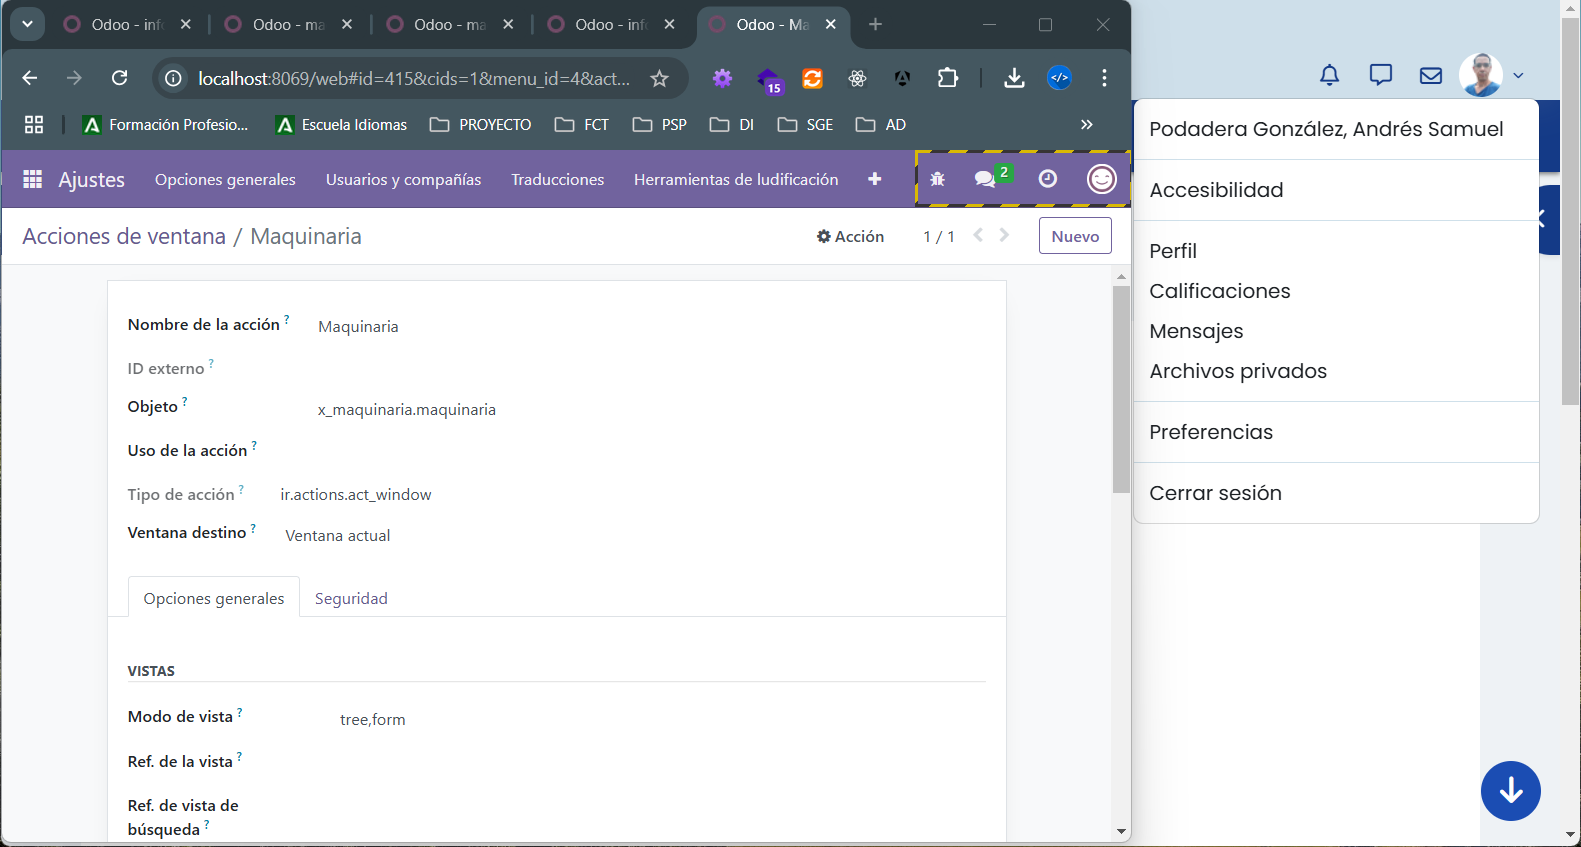 Odoo - info
Odoo - ma
Odoo - ma
Odoo - info
Odoo - Ma
localhost:8069/web#id=415&cids=1&menu_id=4&act...
15
Formación Profesio...
Escuela Idiomas
PROYECTO
FCT
PSP
DI
SGE
AD
»
Ajustes
Opciones generales
Usuarios y compañías
Traducciones
Herramientas de ludificación
2
Acciones de ventana / Maquinaria
Acción
1 / 1
Nuevo
Nombre de la acción ?
Maquinaria
ID externo ?
Objeto ?
x_maquinaria.maquinaria
Uso de la acción ?
Tipo de acción ?
ir.actions.act_window
Ventana destino ?
Ventana actual
Opciones generales
Seguridad
VISTAS
Modo de vista ?
tree,form
Ref. de la vista ?
Ref. de vista de
búsqueda ?
Podadera González, Andrés Samuel
Accesibilidad
Perfil
Calificaciones
Mensajes
Archivos privados
Preferencias
Cerrar sesión